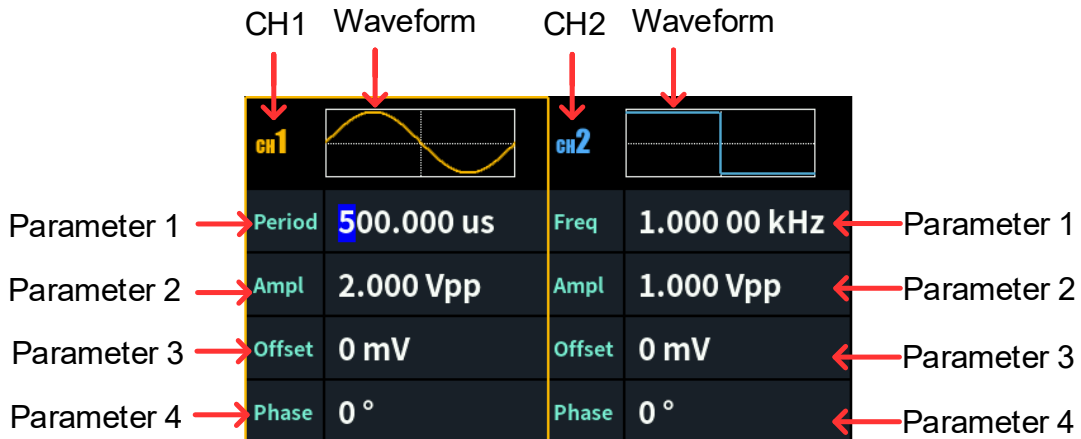 CH1 Waveform CH2 Waveform
CH1 CH2
Parameter 1 Period 500.000 us Freq 1.000 00 kHz Parameter 1
Parameter 2 Ampl 2.000 Vpp Ampl 1.000 Vpp Parameter 2
Parameter 3 Offset 0 mV Offset 0 mV Parameter 3
Parameter 4 Phase 0 ° Phase 0 ° Parameter 4